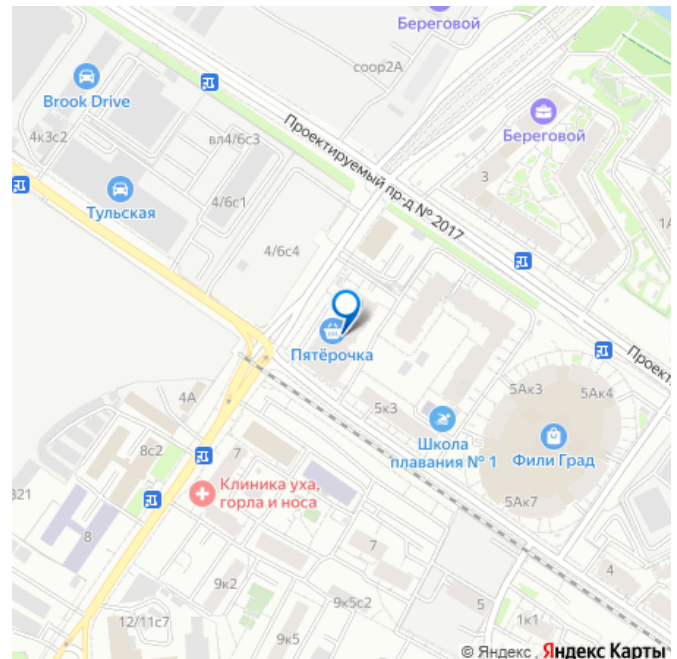 Береговой
соор2А
Brook Drive
4к3с2
вл4/6с3
Проектируемый пр-д № 2017
Береговой
3
1А
Тульская
4/6с1
4/6с4
Пятёрочка
5Ак3
5Ак4
4А
5к3
Школа
плавания № 1
Фили Град
8с2
7
Клиника уха,
горла и носа
321
5Ак7
8
7
9к2
4
9к5с2
5
12/11с7
1к1
9к5
© Яндекс
Яндекс Карты